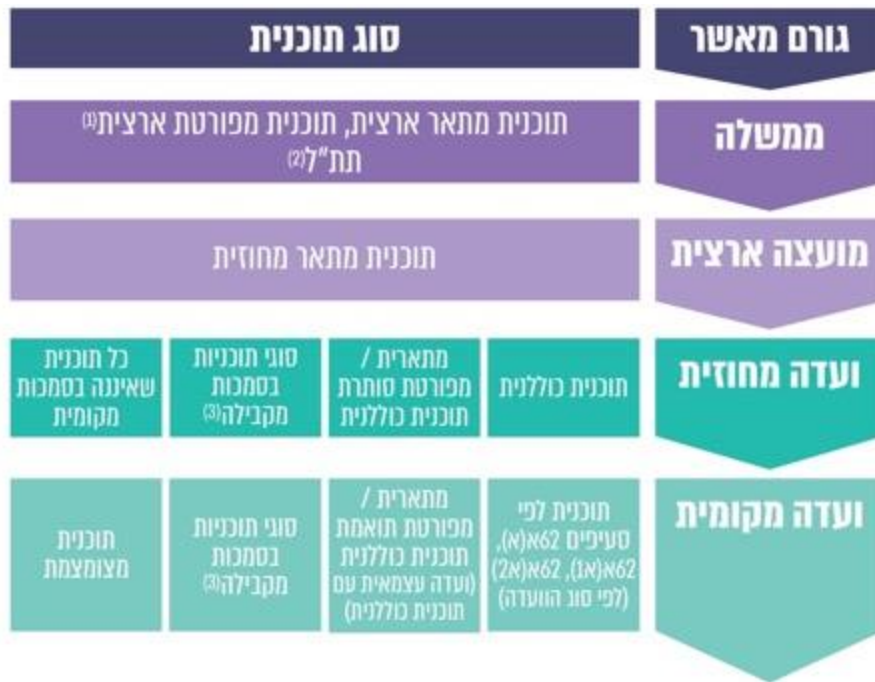 גורם מאשר
סוג תוכנית
ממשלה
תוכנית מתאר ארצית, תוכנית מפורטת ארצית(1)
תת"ל(2)
מועצה ארצית
תוכנית מתאר מחוזית
ועדה מחוזית
תוכנית כוללנית
מתארית /
מפורטת סותרת
תוכנית כוללנית
סוגי תוכניות
בסמכות
מקבילה(3)
כל תוכנית
שאיננה בסמכות
מקומית
ועדה מקומית
תוכנית לפי
סעיפים 62א(א),
62א(א1), 62א(א2)
(לפי סוג הוועדה)
מתארית /
מפורטת תואמת
תוכנית כוללנית
(ועדה עצמאית עם
תוכנית כוללנית)
סוגי תוכניות
בסמכות
מקבילה(3)
תוכנית
מצומצמת